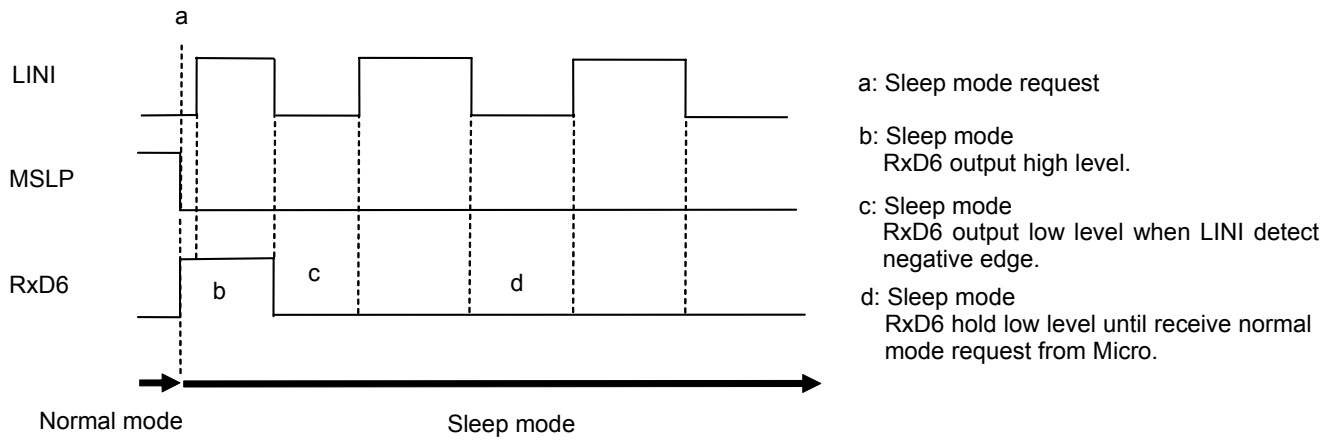 a
LINI
MSLP
RxD6
b
c
d
Normal mode
Sleep mode
a: Sleep mode request
b: Sleep mode
RxD6 output high level.
c: Sleep mode
RxD6 output low level when LINI detect
negative edge.
d: Sleep mode
RxD6 hold low level until receive normal
mode request from Micro.